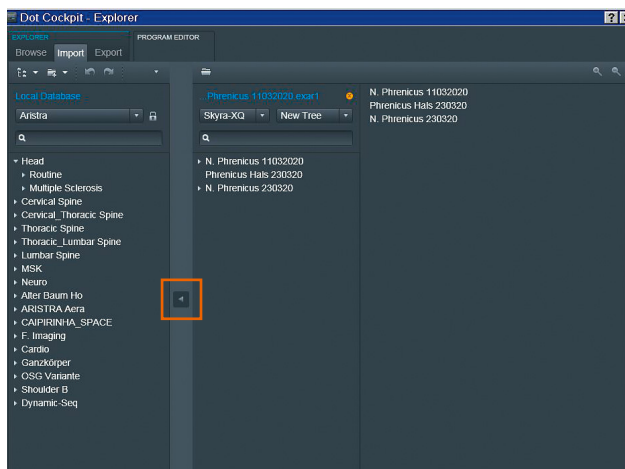 Dot Cockpit - Explorer
EXPLORER
PROGRAM EDITOR
Browse Import Export
Local Database
Aristra
Head
Routine
Multiple Sclerosis
Cervical Spine
Cervical_Thoracic Spine
Thoracic Spine
Thoracic_Lumbar Spine
Lumbar Spine
MSK
Neuro
Alter Baum Ho
ARISTRA Aera
CAIPIRINHA_SPACE
F. Imaging
Cardio
Ganzkörper
OSG Variante
Shoulder B
Dynamic-Seq
...Phrenicus 11032020.exar1
Skyra-XQ New Tree
N. Phrenicus 11032020
Phrenicus Hals 230320
N. Phrenicus 230320
N. Phrenicus 11032020
Phrenicus Hals 230320
N. Phrenicus 230320